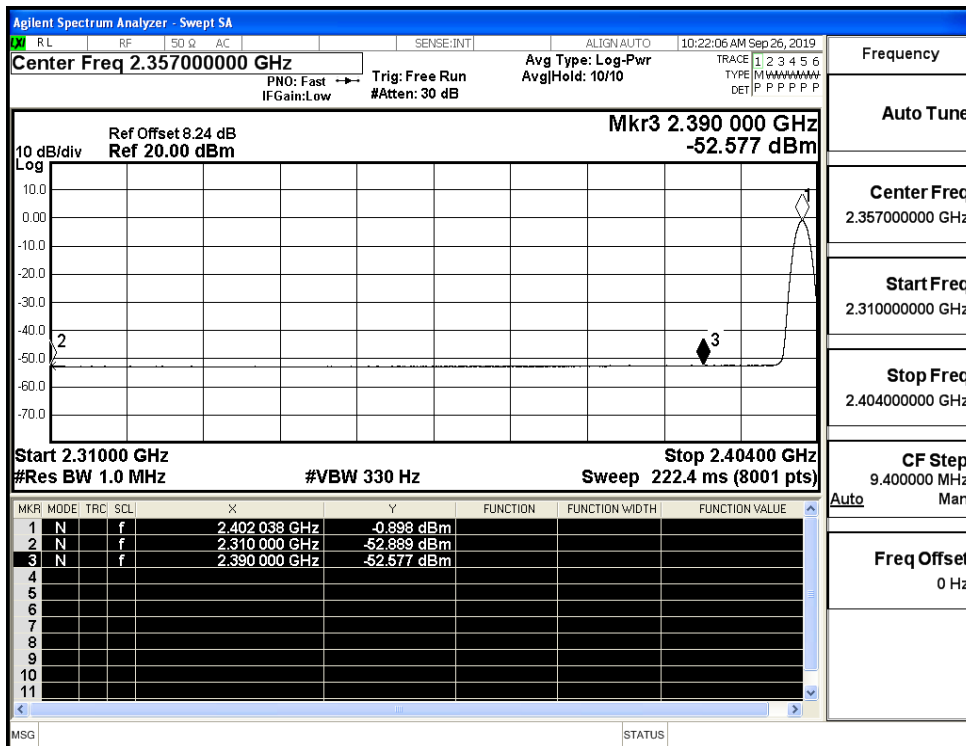 Agilent Spectrum Analyzer - Swept SA
LXI RL RF 50 Ω AC SENSE:INT ALIGN AUTO 10:22:06 AM Sep 26, 2019
Center Freq 2.357000000 GHz
PNO: Fast
IFGain:Low
Trig: Free Run
#Atten: 30 dB
Avg Type: Log-Pwr
Avg|Hold: 10/10
TRACE 1 2 3 4 5 6
TYPE M W W W W W
DET P P P P P P
Ref Offset 8.24 dB
10 dB/div Ref 20.00 dBm
Log
Mkr3 2.390 000 GHz
-52.577 dBm
10.0
0.00
-10.0
-20.0
-30.0
-40.0
-50.0
-60.0
-70.0
1
2
3
Start 2.31000 GHz Stop 2.40400 GHz
#Res BW 1.0 MHz #VBW 330 Hz Sweep 222.4 ms (8001 pts)
MKR MODE TRC SCL X Y FUNCTION FUNCTION WIDTH FUNCTION VALUE
1 N f 2.402 038 GHz -0.898 dBm
2 N f 2.310 000 GHz -52.889 dBm
3 N f 2.390 000 GHz -52.577 dBm
4
5
6
7
8
9
10
11
MSG STATUS
Frequency
Auto Tune
Center Freq
2.357000000 GHz
Start Freq
2.310000000 GHz
Stop Freq
2.404000000 GHz
CF Step
9.400000 MHz
Auto Man
Freq Offset
0 Hz